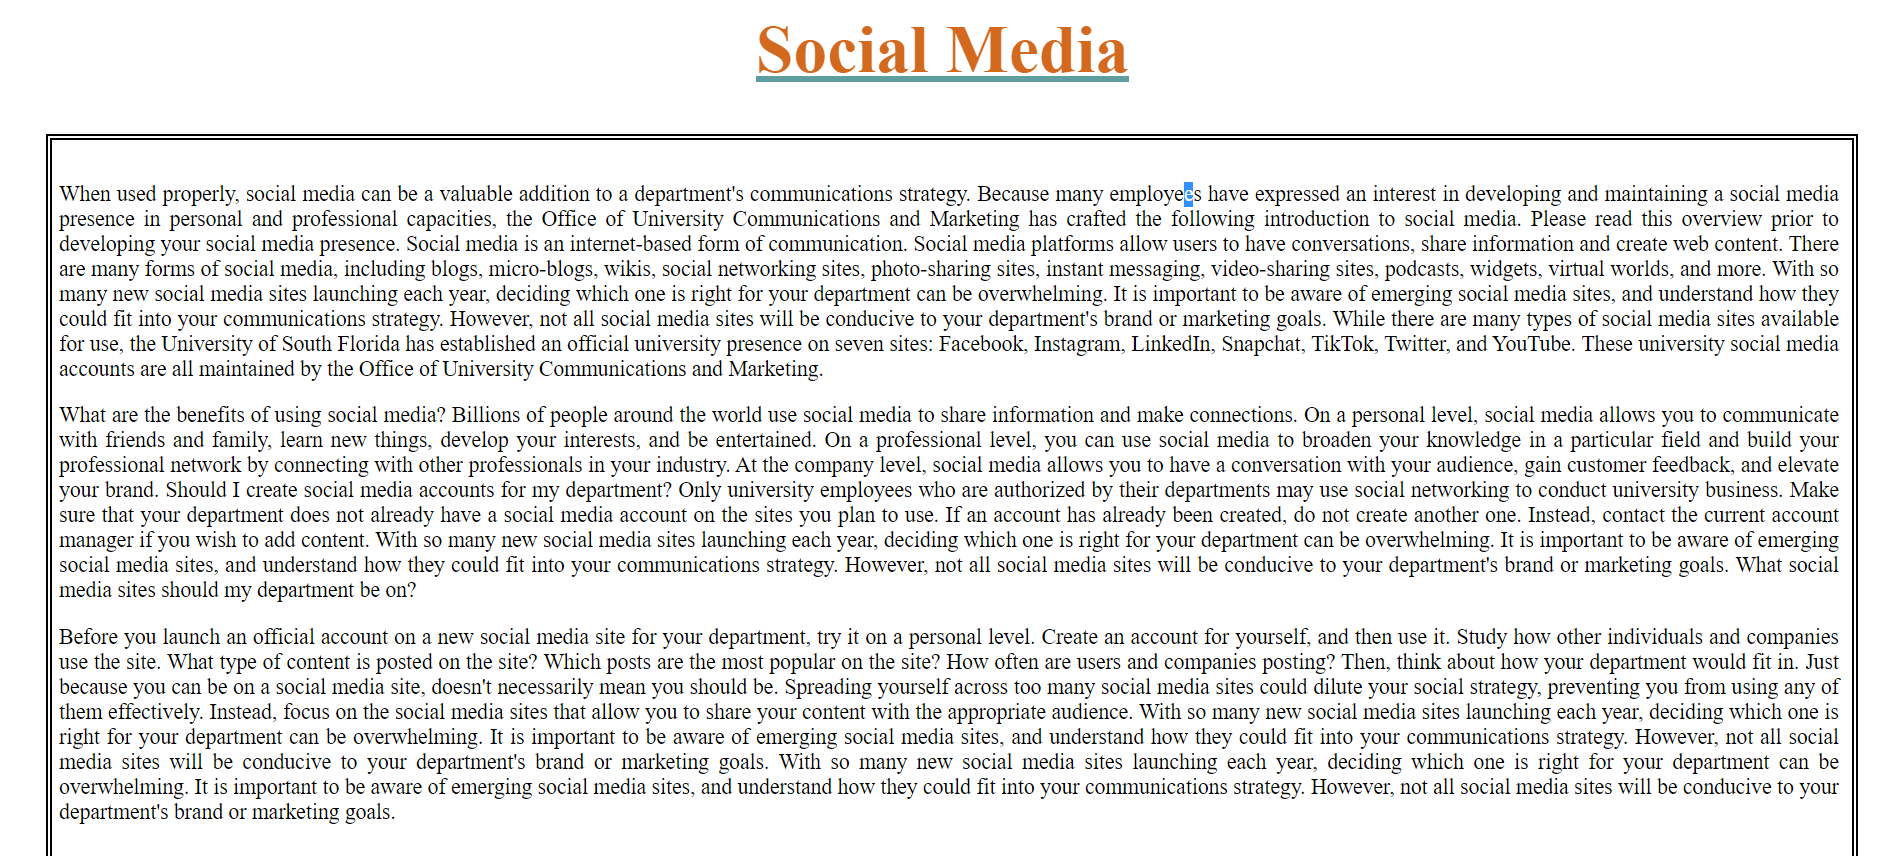 Social Media
When used properly, social media can be a valuable addition to a department's communications strategy. Because many employees have expressed an interest in developing and maintaining a social media
presence in personal and professional capacities, the Office of University Communications and Marketing has crafted the following introduction to social media. Please read this overview prior to
developing your social media presence. Social media is an internet-based form of communication. Social media platforms allow users to have conversations, share information and create web content. There
are many forms of social media, including blogs, micro-blogs, wikis, social networking sites, photo-sharing sites, instant messaging, video-sharing sites, podcasts, widgets, virtual worlds, and more. With so
many new social media sites launching each year, deciding which one is right for your department can be overwhelming. It is important to be aware of emerging social media sites, and understand how they
could fit into your communications strategy. However, not all social media sites will be conducive to your department's brand or marketing goals. While there are many types of social media sites available
for use, the University of South Florida has established an official university presence on seven sites: Facebook, Instagram, LinkedIn, Snapchat, TikTok, Twitter, and YouTube. These university social media
accounts are all maintained by the Office of University Communications and Marketing.
What are the benefits of using social media? Billions of people around the world use social media to share information and make connections. On a personal level, social media allows you to communicate
with friends and family, learn new things, develop your interests, and be entertained. On a professional level, you can use social media to broaden your knowledge in a particular field and build your
professional network by connecting with other professionals in your industry. At the company level, social media allows you to have a conversation with your audience, gain customer feedback, and elevate
your brand. Should I create social media accounts for my department? Only university employees who are authorized by their departments may use social networking to conduct university business. Make
sure that your department does not already have a social media account on the sites you plan to use. If an account has already been created, do not create another one. Instead, contact the current account
manager if you wish to add content. With so many new social media sites launching each year, deciding which one is right for your department can be overwhelming. It is important to be aware of emerging
social media sites, and understand how they could fit into your communications strategy. However, not all social media sites will be conducive to your department's brand or marketing goals. What social
media sites should my department be on?
Before you launch an official account on a new social media site for your department, try it on a personal level. Create an account for yourself, and then use it. Study how other individuals and companies
use the site. What type of content is posted on the site? Which posts are the most popular on the site? How often are users and companies posting? Then, think about how your department would fit in. Just
because you can be on a social media site, doesn't necessarily mean you should be. Spreading yourself across too many social media sites could dilute your social strategy, preventing you from using any of
them effectively. Instead, focus on the social media sites that allow you to share your content with the appropriate audience. With so many new social media sites launching each year, deciding which one is
right for your department can be overwhelming. It is important to be aware of emerging social media sites, and understand how they could fit into your communications strategy. However, not all social
media sites will be conducive to your department's brand or marketing goals. With so many new social media sites launching each year, deciding which one is right for your department can be
overwhelming. It is important to be aware of emerging social media sites, and understand how they could fit into your communications strategy. However, not all social media sites will be conducive to your
department's brand or marketing goals.